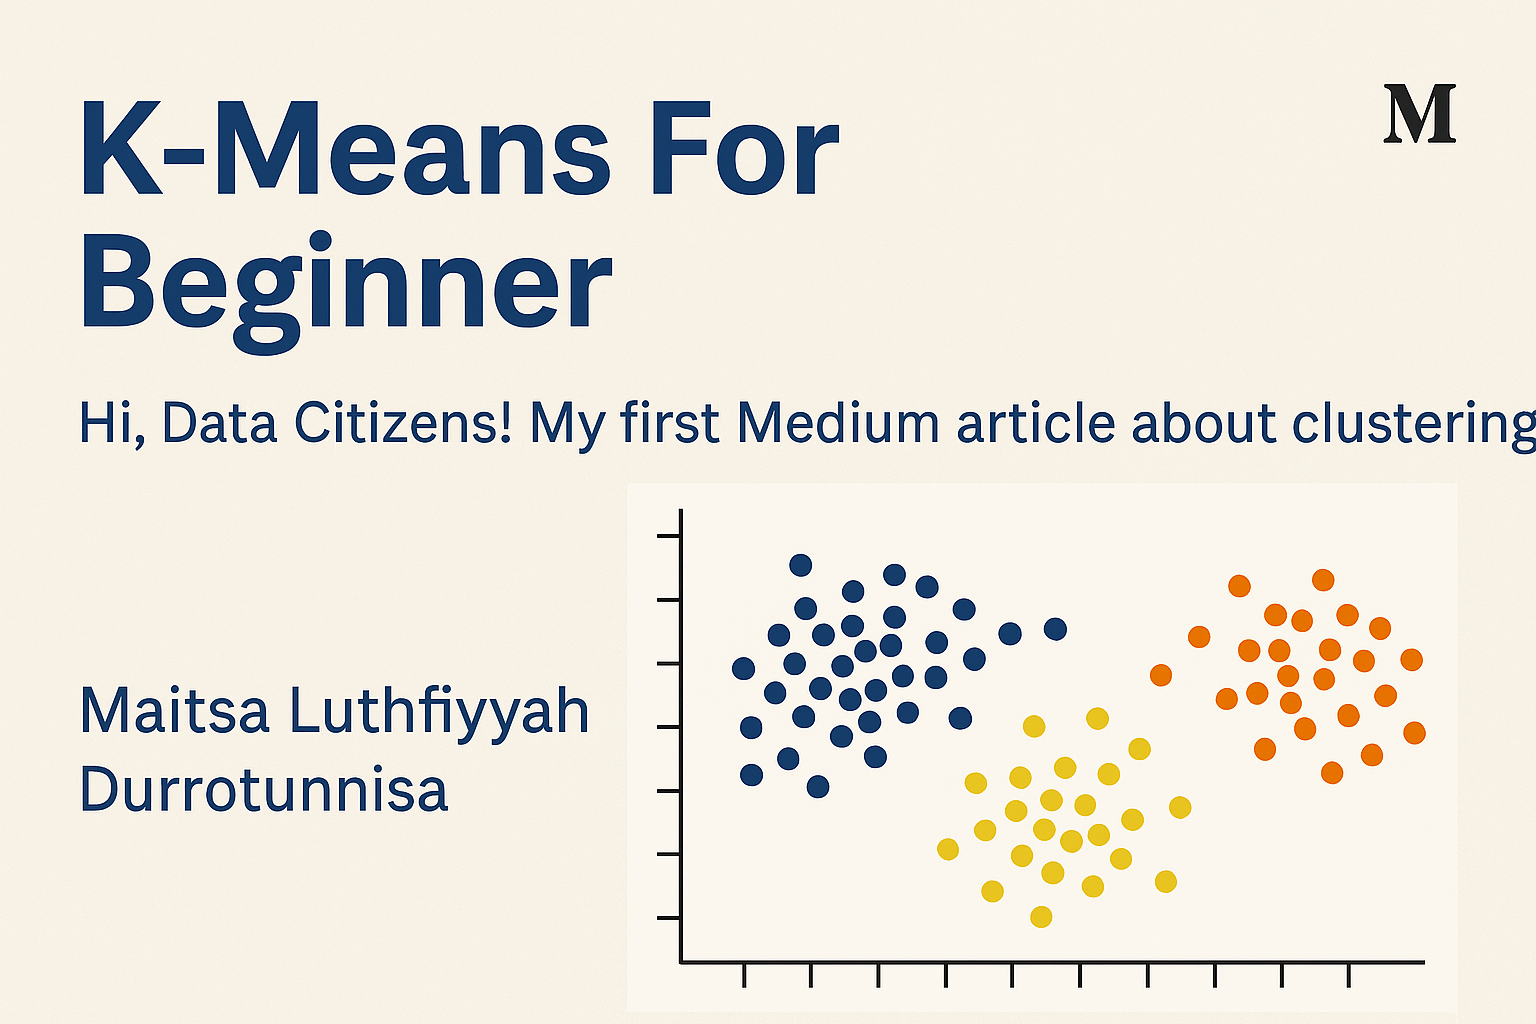 K-Means For
M
Beginner
Hi, Data Citizens! My first Medium article about clustering
Maitsa Luthfiyyah
Durrotunnisa